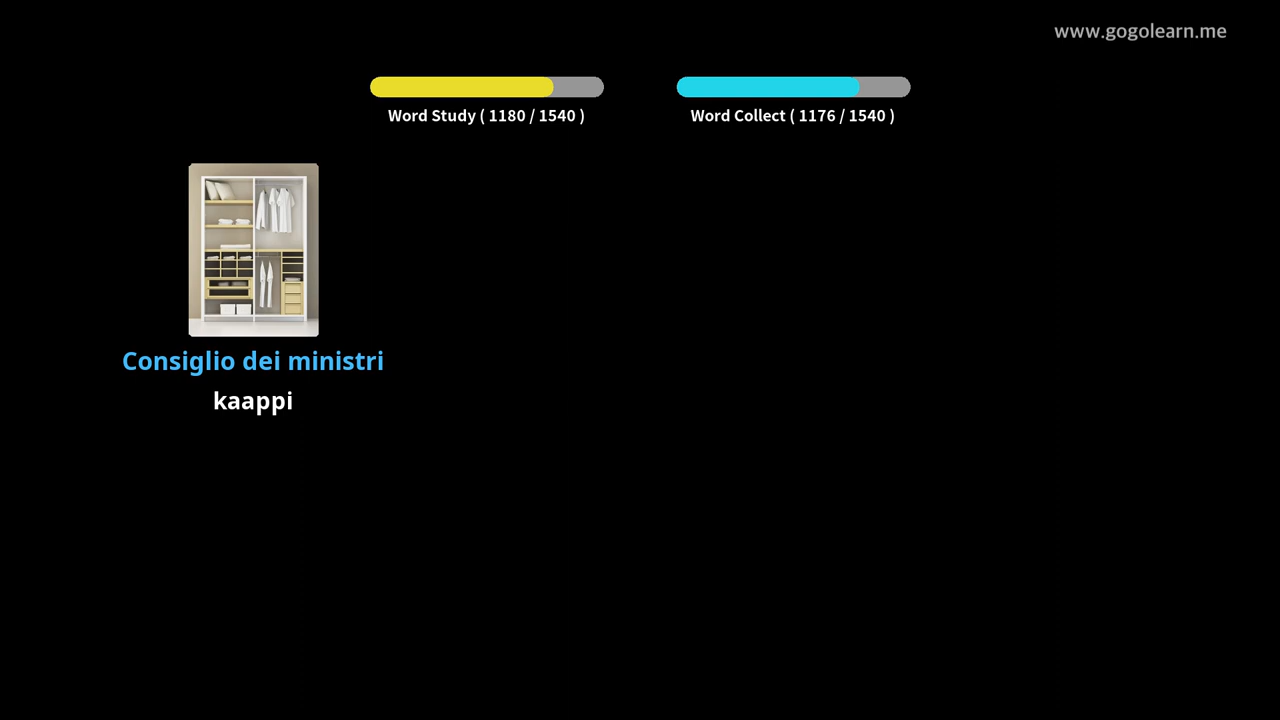 www.gogolearn.me
Word Study ( 1180 / 1540 )
Word Collect ( 1176 / 1540 )
Consiglio dei ministri
kaappi